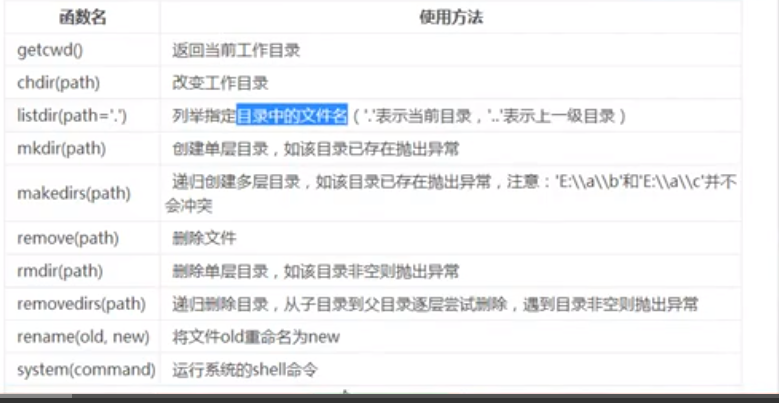 函数名 使用方法
getcwd() 返回当前工作目录
chdir(path) 改变工作目录
listdir(path='.') 列举指定目录中的文件名（'.'表示当前目录，'..'表示上一级目录）
mkdir(path) 创建单层目录，如该目录已存在抛出异常
makedirs(path) 递归创建多层目录，如该目录已存在抛出异常，注意：'E:\\a\\b'和'E:\\a\\c'并不
会冲突
remove(path) 删除文件
rmdir(path) 删除单层目录，如该目录非空则抛出异常
removedirs(path) 递归删除目录，从子目录到父目录逐层尝试删除，遇到目录非空则抛出异常
rename(old, new) 将文件old重命名为new
system(command) 运行系统的shell命令